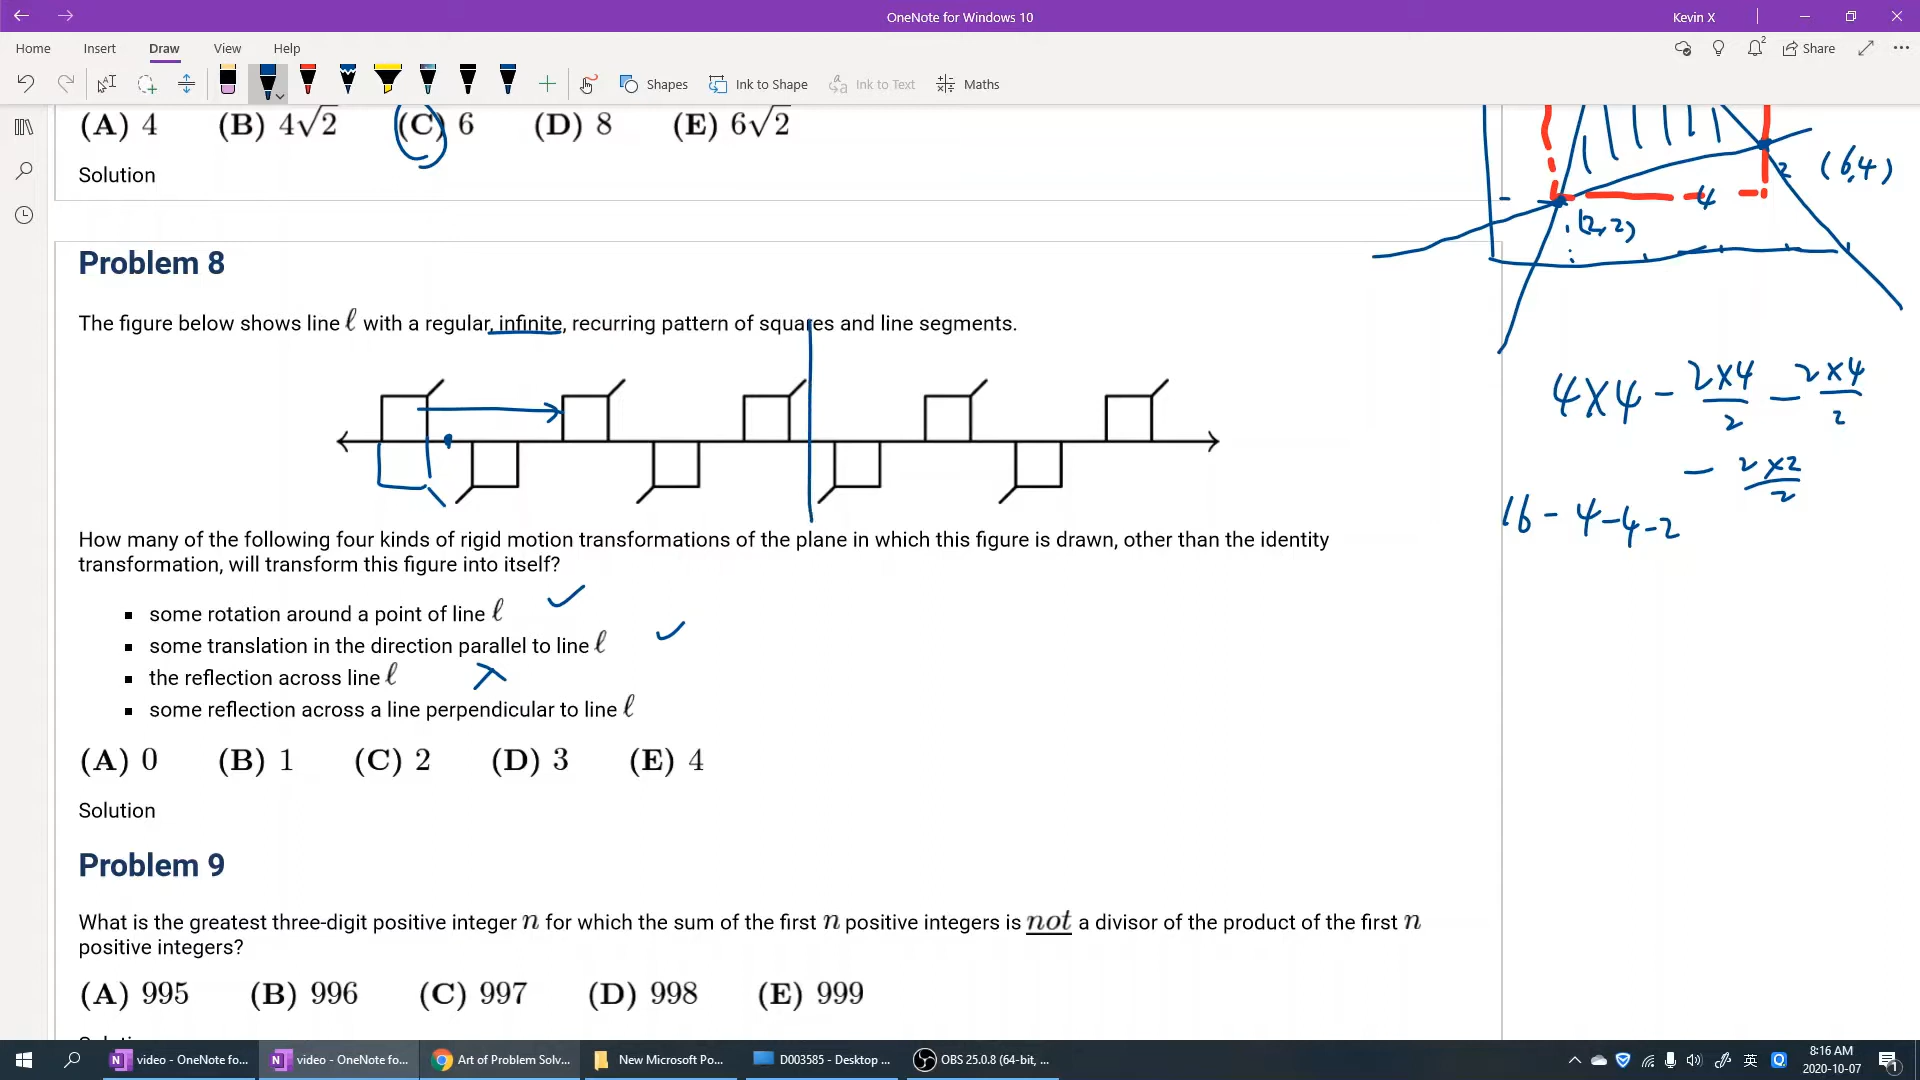 OneNote for Windows 10
Kevin X
Home Insert Draw View Help
2 Share
Shapes Ink to Shape Ink to Text Maths
(A) 4 (B) 4√2 (C) 6 (D) 8 (E) 6√2
Solution
(6,4)
2
4
(2,2)
Problem 8
The figure below shows line ℓ with a regular, infinite, recurring pattern of squares and line segments.
4×4 - 2×4/2 - 2×4/2
- 2×2/2
16 - 4-4-2
How many of the following four kinds of rigid motion transformations of the plane in which this figure is drawn, other than the identity
transformation, will transform this figure into itself?
▪ some rotation around a point of line ℓ
▪ some translation in the direction parallel to line ℓ
▪ the reflection across line ℓ
▪ some reflection across a line perpendicular to line ℓ
(A) 0 (B) 1 (C) 2 (D) 3 (E) 4
Solution
Problem 9
What is the greatest three-digit positive integer n for which the sum of the first n positive integers is not a divisor of the product of the first n
positive integers?
(A) 995 (B) 996 (C) 997 (D) 998 (E) 999
video - OneNote fo... video - OneNote fo... Art of Problem Solv... New Microsoft Po... D003585 - Desktop ... OBS 25.0.8 (64-bit, ...
英
8:16 AM
2020-10-07
1